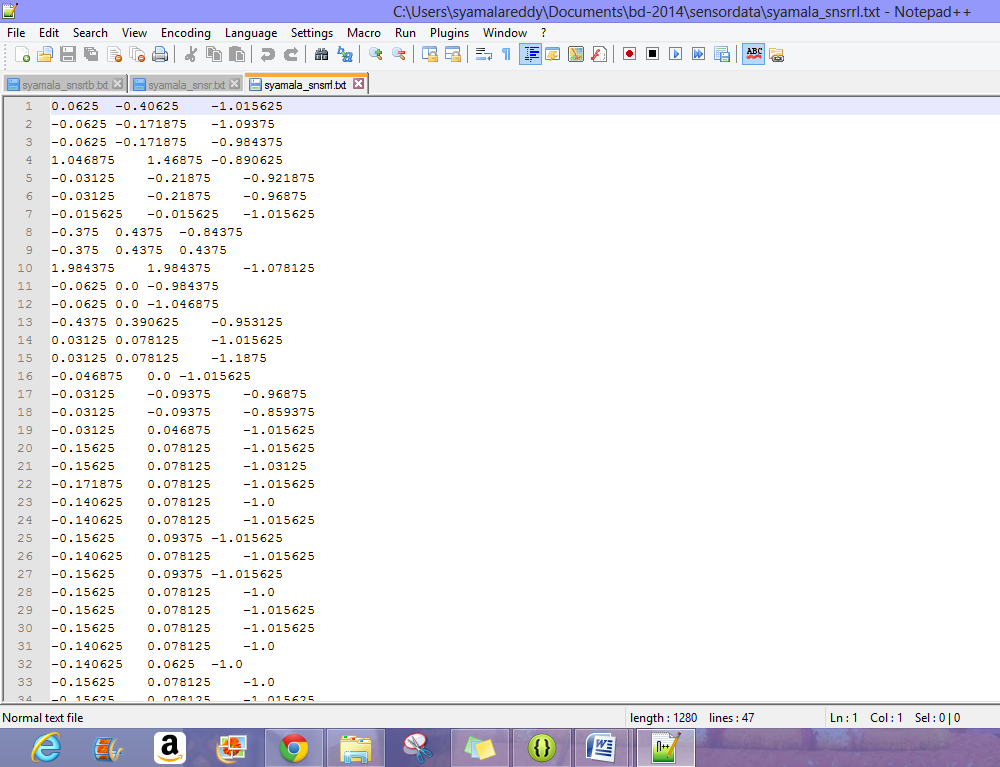 C:\Users\syamalareddy\Documents\bd-2014\sensordata\syamala_snsrrl.txt - Notepad++
File Edit Search View Encoding Language Settings Macro Run Plugins Window ?
ABC
syamala_snsrtb.txt syamala_snsr.txt syamala_snsrrl.txt
1 0.0625 -0.40625 -1.015625
2 -0.0625 -0.171875 -1.09375
3 -0.0625 -0.171875 -0.984375
4 1.046875 1.46875 -0.890625
5 -0.03125 -0.21875 -0.921875
6 -0.03125 -0.21875 -0.96875
7 -0.015625 -0.015625 -1.015625
8 -0.375 0.4375 -0.84375
9 -0.375 0.4375 0.4375
10 1.984375 1.984375 -1.078125
11 -0.0625 0.0 -0.984375
12 -0.0625 0.0 -1.046875
13 -0.4375 0.390625 -0.953125
14 0.03125 0.078125 -1.015625
15 0.03125 0.078125 -1.1875
16 -0.046875 0.0 -1.015625
17 -0.03125 -0.09375 -0.96875
18 -0.03125 -0.09375 -0.859375
19 -0.03125 0.046875 -1.015625
20 -0.15625 0.078125 -1.015625
21 -0.15625 0.078125 -1.03125
22 -0.171875 0.078125 -1.015625
23 -0.140625 0.078125 -1.0
24 -0.140625 0.078125 -1.015625
25 -0.15625 0.09375 -1.015625
26 -0.140625 0.078125 -1.015625
27 -0.15625 0.09375 -1.015625
28 -0.15625 0.078125 -1.0
29 -0.15625 0.078125 -1.015625
30 -0.15625 0.078125 -1.015625
31 -0.140625 0.078125 -1.0
32 -0.140625 0.0625 -1.0
33 -0.15625 0.078125 -1.0
34 -0.15625 0.078125 -1.015625
Normal text file length : 1280 lines : 47 Ln : 1 Col : 1 Sel : 0 | 0